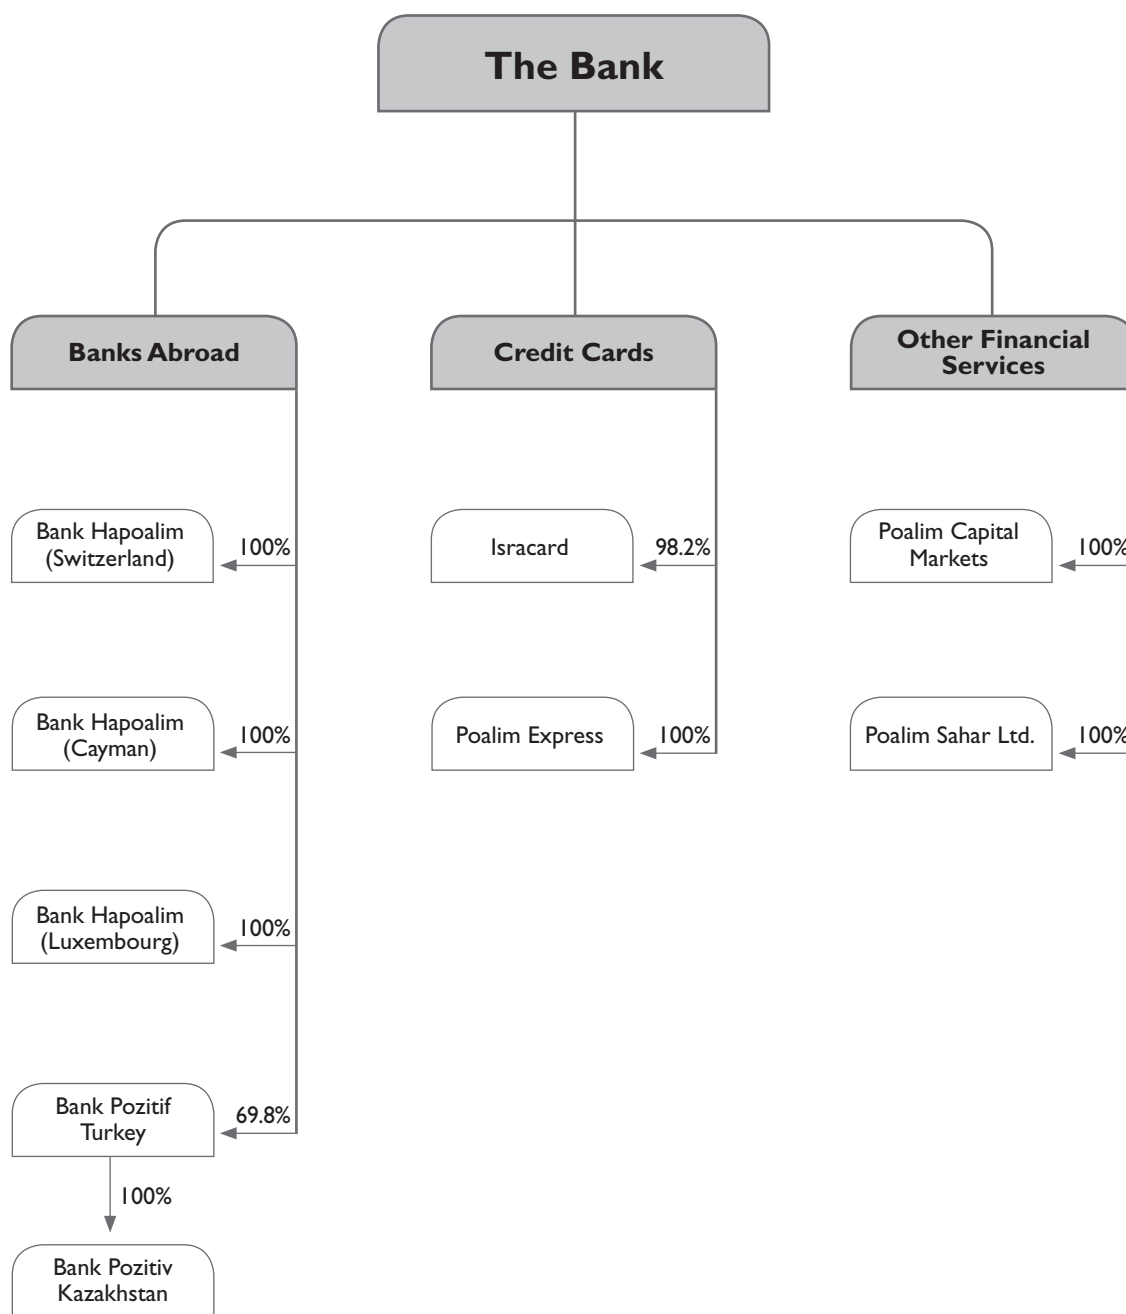 The Bank
Banks Abroad
Credit Cards
Other Financial
Services
Bank Hapoalim
(Switzerland)
100%
Isracard
98.2%
Poalim Capital
Markets
100%
Bank Hapoalim
(Cayman)
100%
Poalim Express
100%
Poalim Sahar Ltd.
100%
Bank Hapoalim
(Luxembourg)
100%
Bank Pozitif
Turkey
69.8%
100%
Bank Pozitiv
Kazakhstan